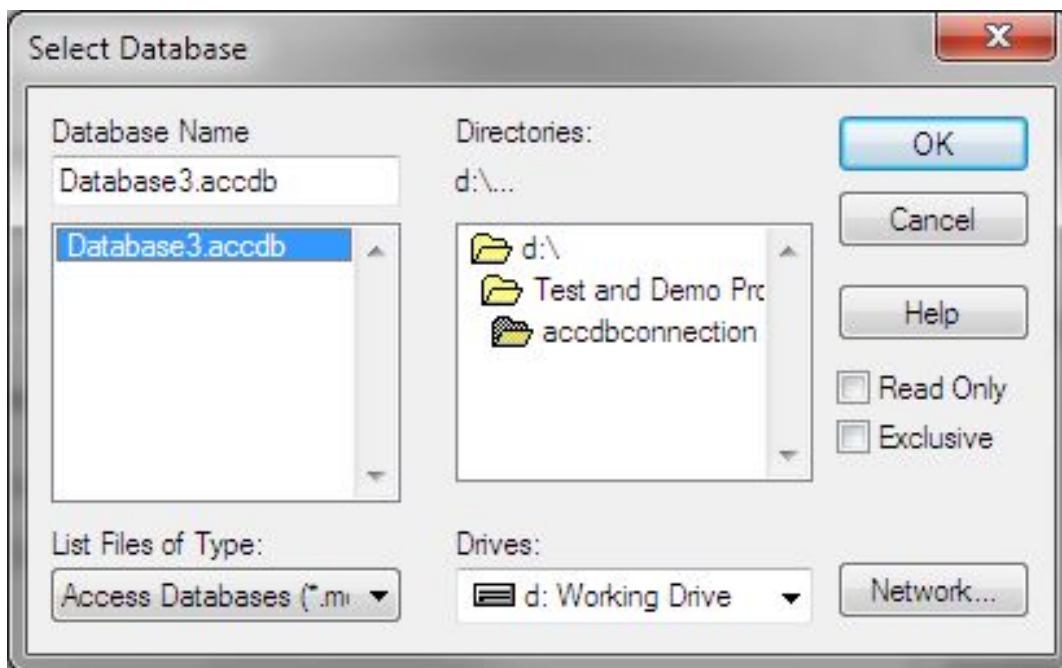 Select Database
Database Name
Database3.accdb
Database3.accdb
List Files of Type:
Access Databases (*.m
Directories:
d:\...
d:\
Test and Demo Prc
accdbconnection
Drives:
d: Working Drive
OK
Cancel
Help
Read Only
Exclusive
Network...